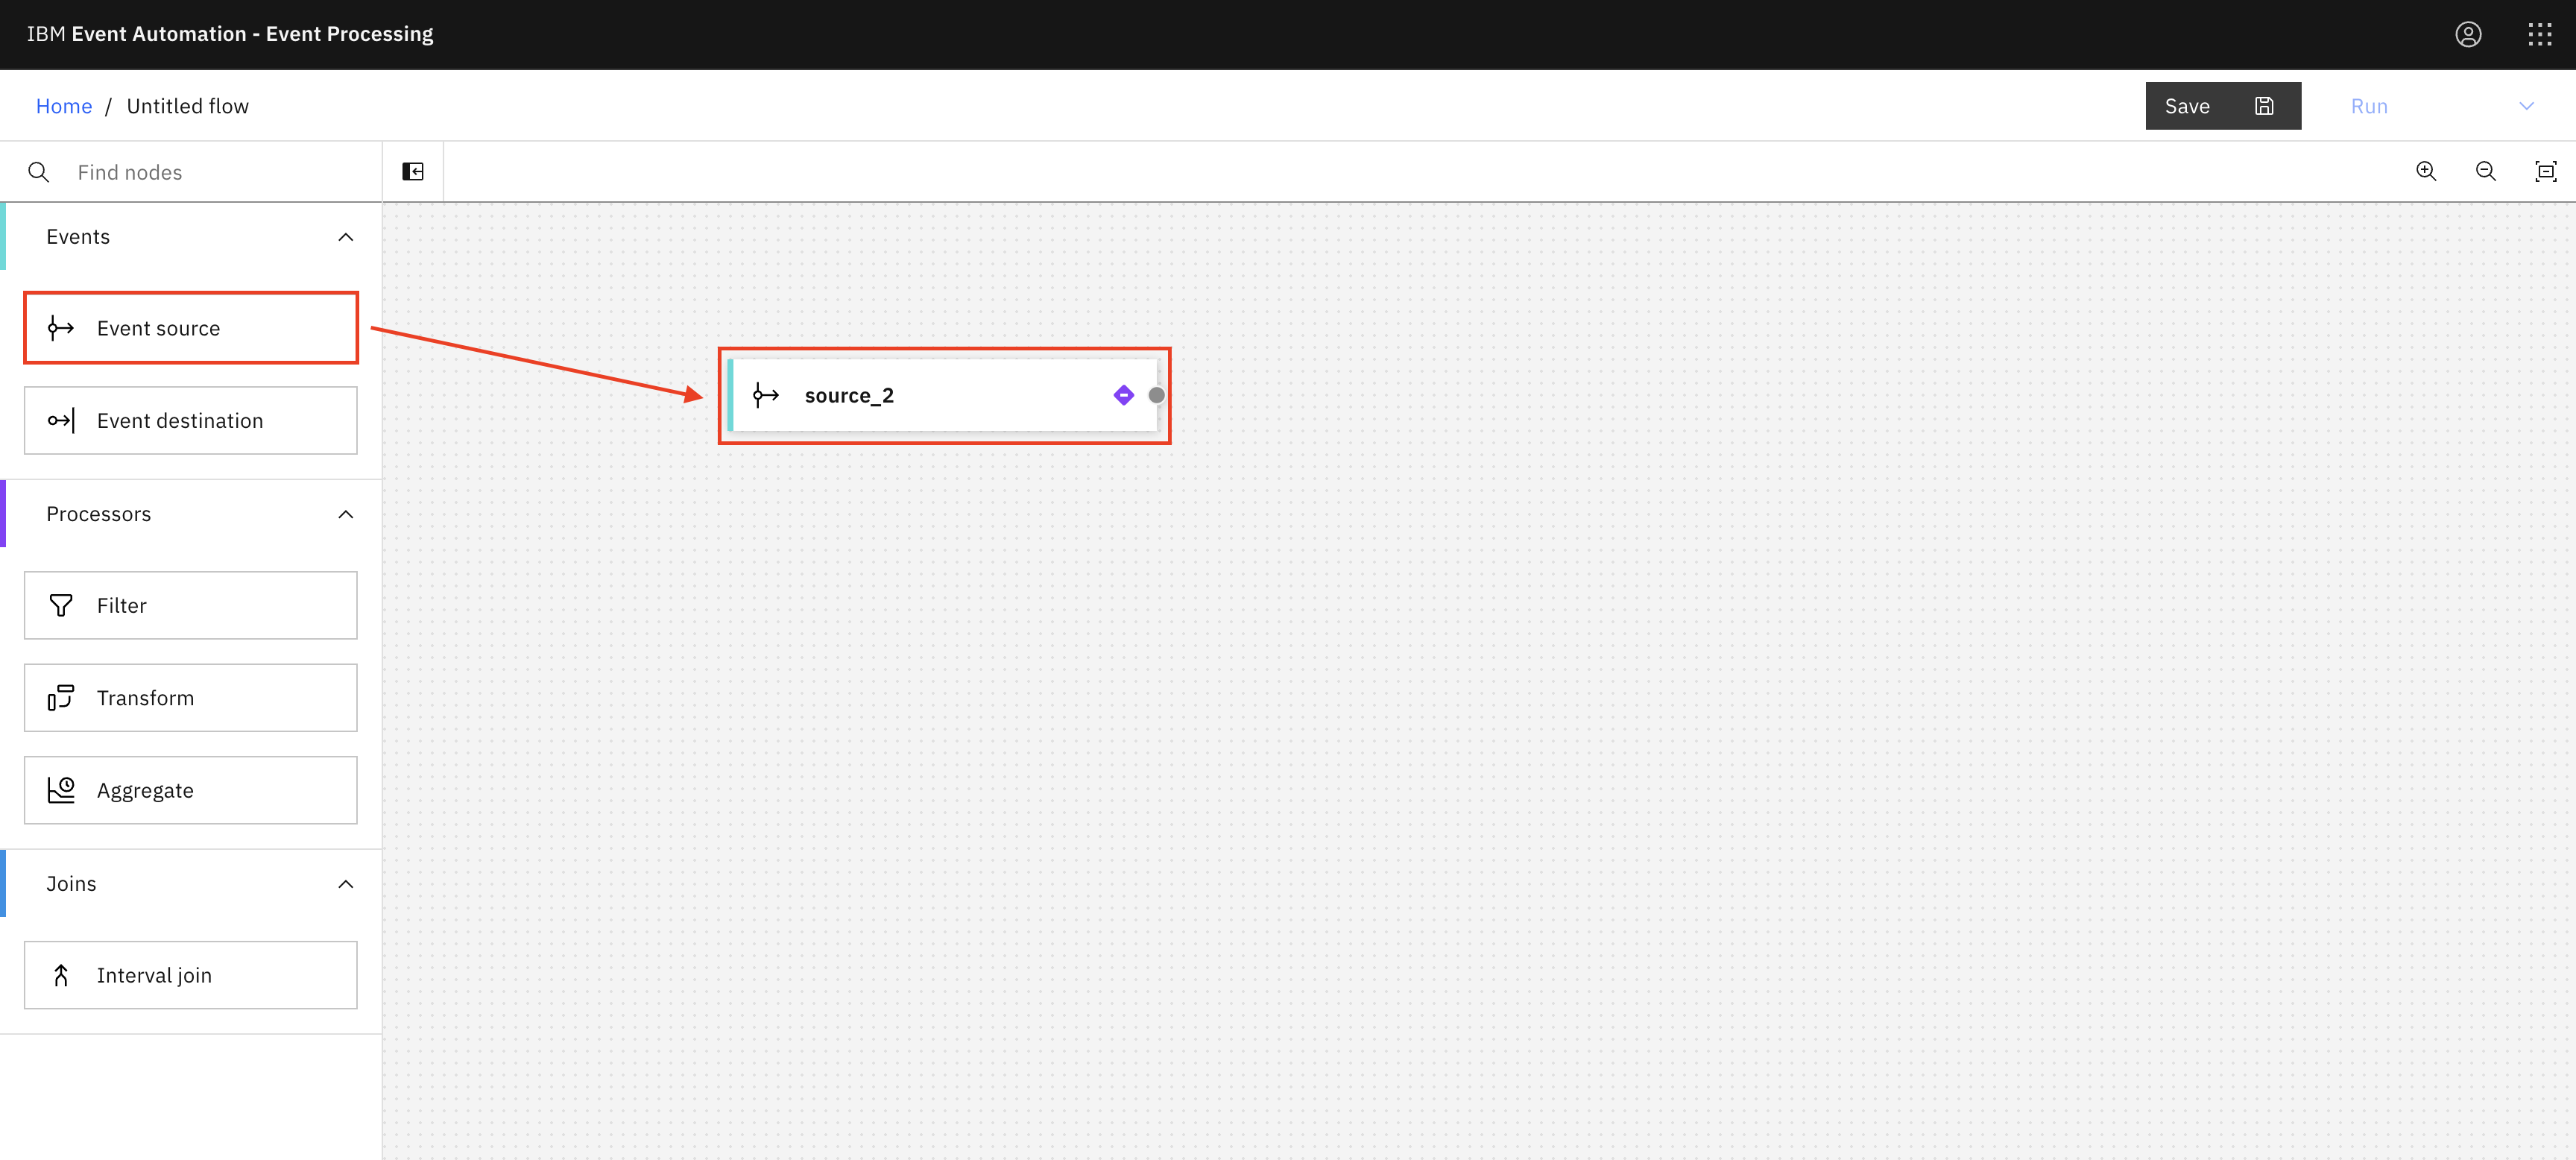 IBM Event Automation - Event Processing
Home / Untitled flow
Save
Run
Find nodes
Events
Event source
source_2
Event destination
Processors
Filter
Transform
Aggregate
Joins
Interval join